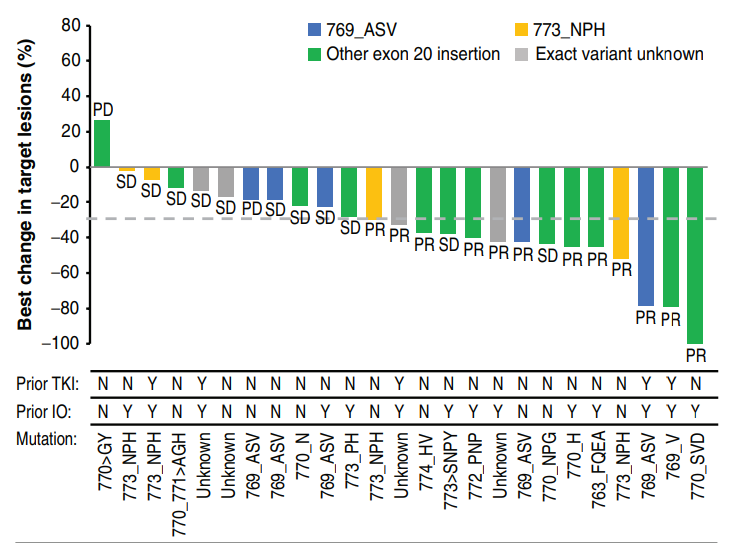 Best change in target lesions (%)
80
60
40
20
0
−20
−40
−60
−80
−100
769_ASV 773_NPH
Other exon 20 insertion Exact variant unknown
PD SD SD SD SD SD PD SD SD SD SD PR PR PR SD PR PR PR SD PR PR PR PR PR PR
Prior TKI: N N Y N Y N N N N N N N Y N N N N N N N N N Y Y N
Prior IO: N Y Y Y Y N N N N Y Y N Y N Y Y Y N N Y Y N Y Y Y
Mutation: 770>GY 773_NPH 773_NPH 770_771>AGH Unknown Unknown 769_ASV 769_ASV 770_N 769_ASV 773_PH 773_NPH Unknown 774_HV 773>SNPY 772_PNP Unknown 769_ASV 770_NPG 770_H 763_FQEA 773_NPH 769_ASV 769_V 770_SVD